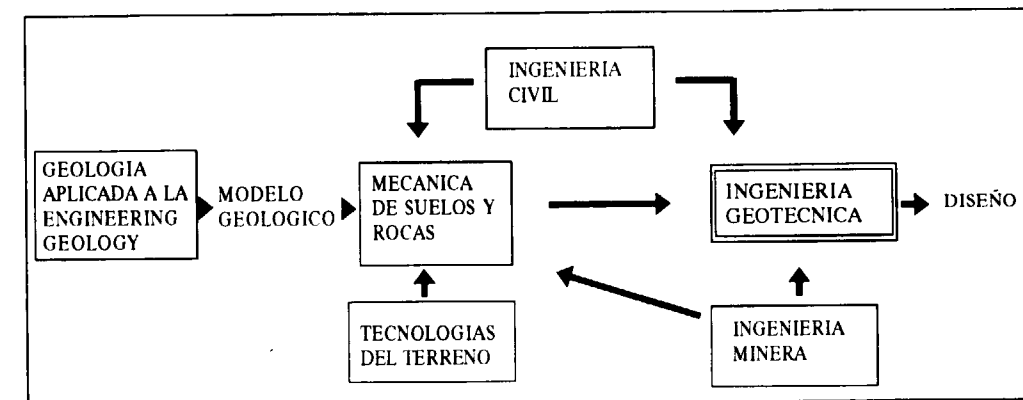 INGENIERIA
CIVIL
GEOLOGIA
APLICADA A LA
ENGINEERING
GEOLOGY
MODELO
GEOLOGICO
MECANICA
DE SUELOS Y
ROCAS
INGENIERIA
GEOTECNICA
DISEÑO
TECNOLOGIAS
DEL TERRENO
INGENIERIA
MINERA